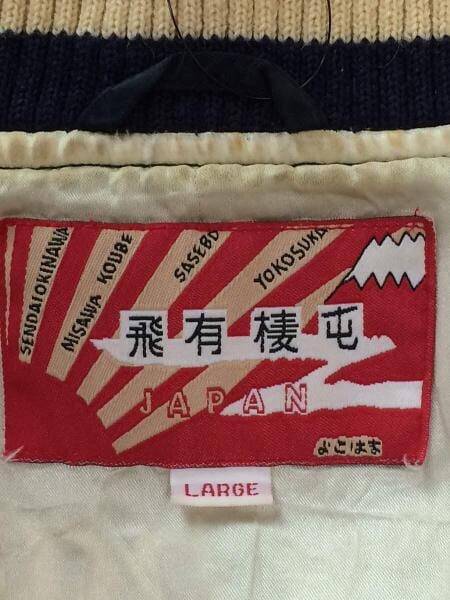 SENDAI OKINAWA
MISAWA KOUBE
SASEBO
YOKOSUKA
飛有棲屯
JAPAN
よこはま
LARGE